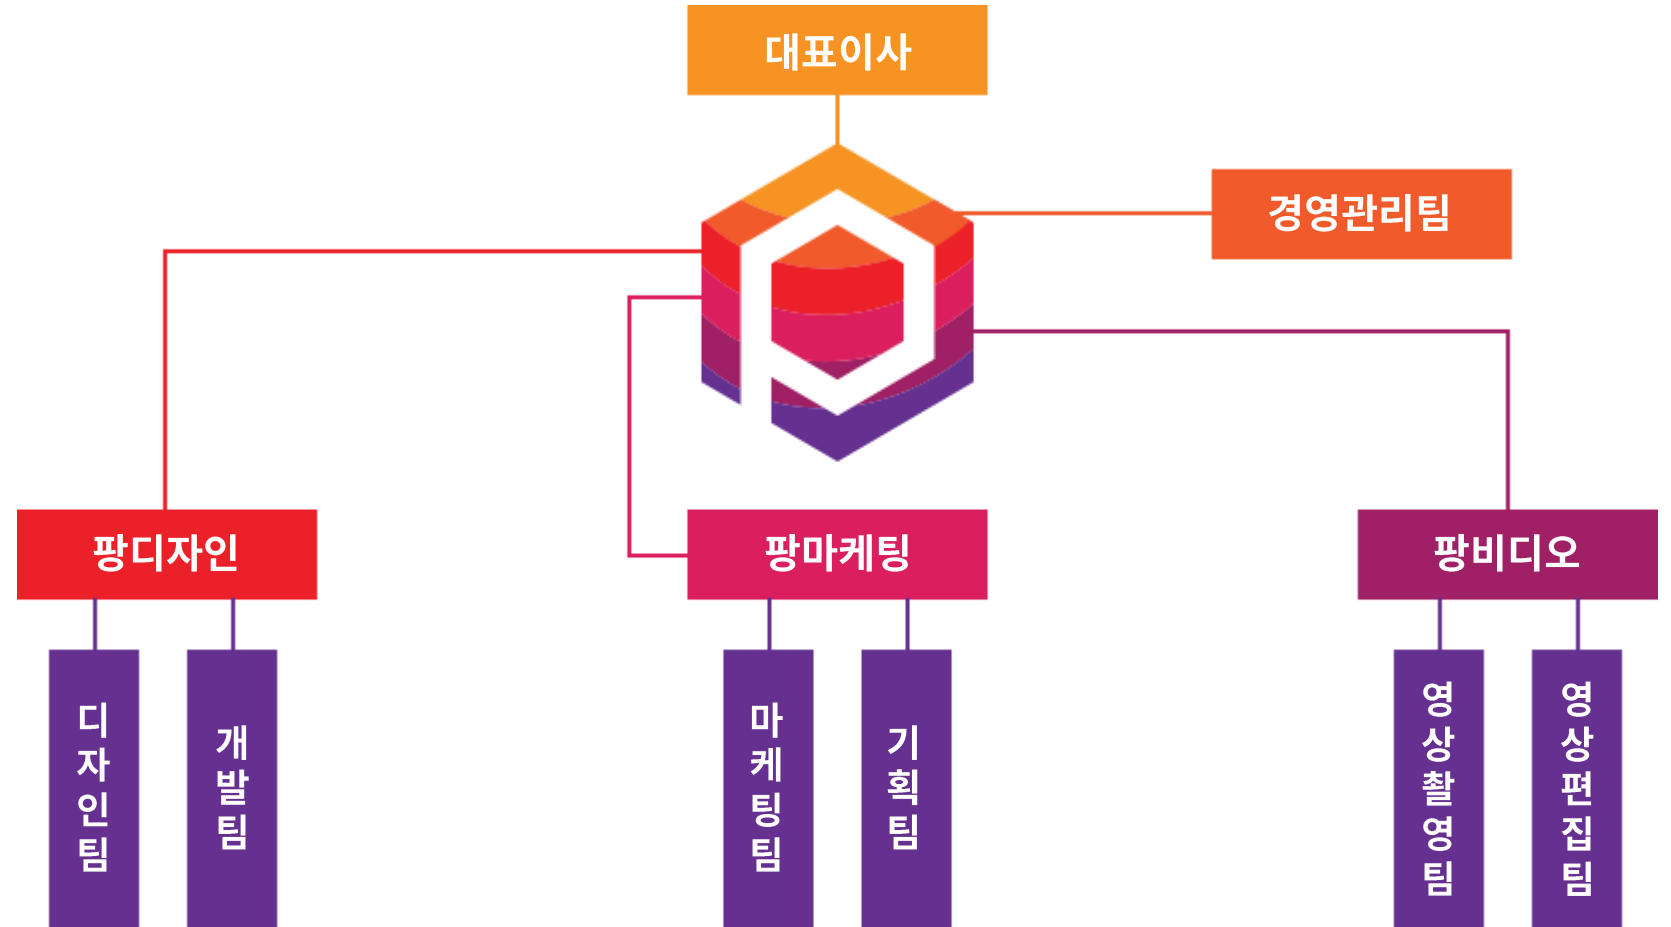 대표이사
경영관리팀
팡디자인
팡마케팅
팡비디오
디자인팀
개발팀
마케팅팀
기획팀
영상촬영팀
영상편집팀